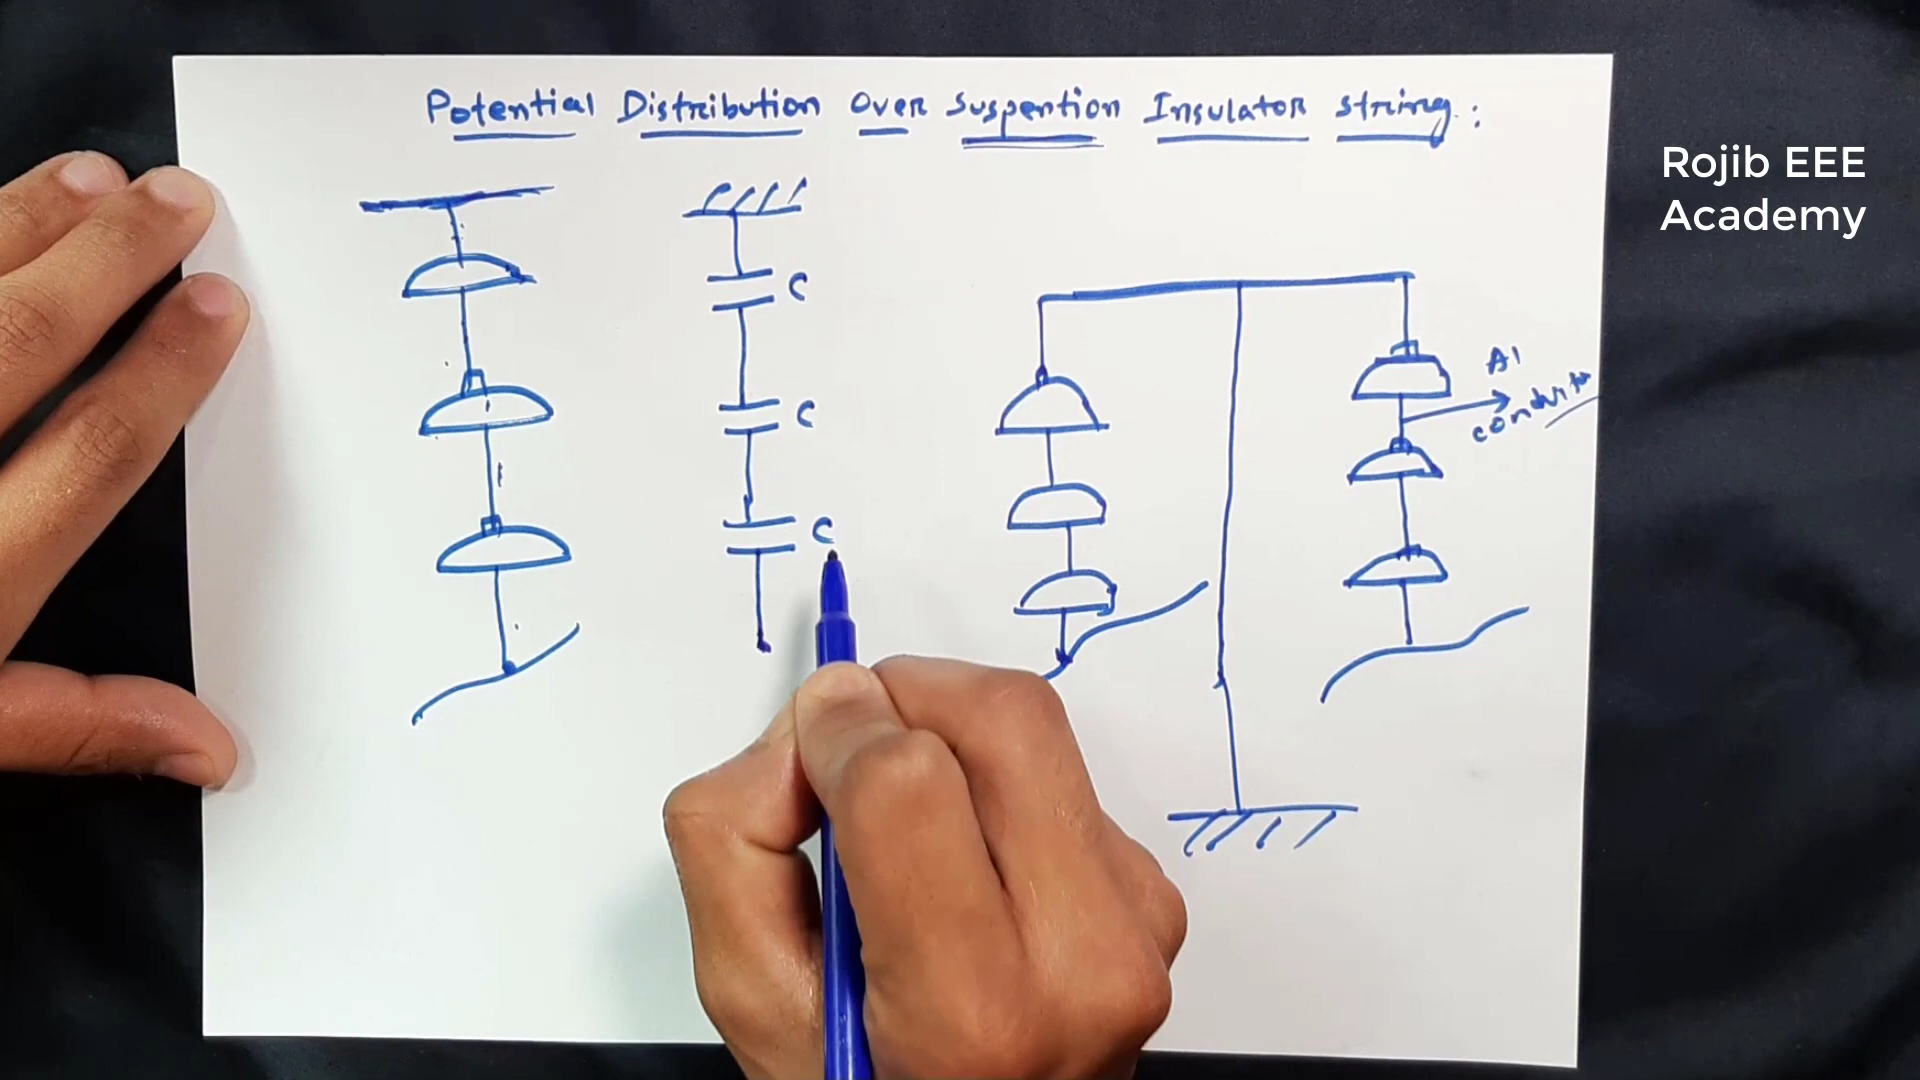 Potential Distribution Over Suspention Insulator string:
Rojib EEE
Academy
C
C
C
Al
conductor